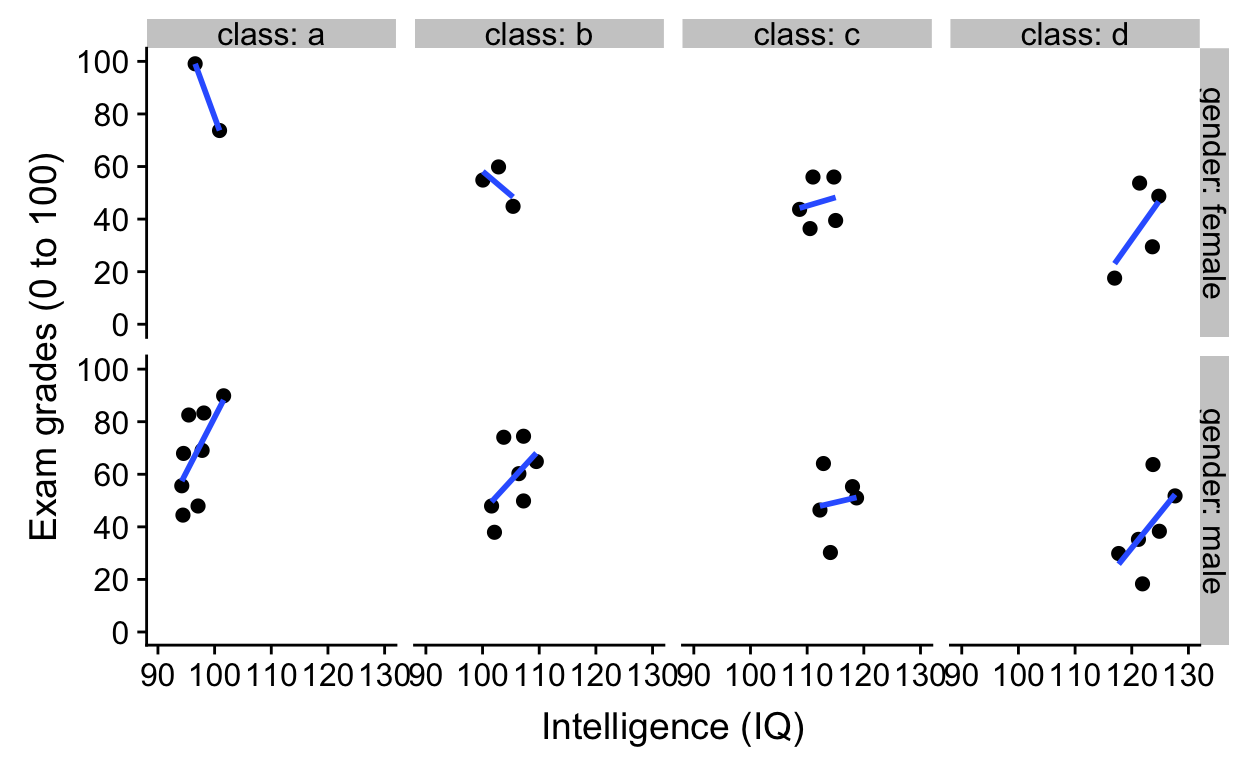 class: a
class: b
class: c
class: d
Exam grades (0 to 100)
100
80
60
40
20
0
gender: female
100
80
60
40
20
0
gender: male
90 100 110 120 130
90 100 110 120 130
90 100 110 120 130
90 100 110 120 130
Intelligence (IQ)